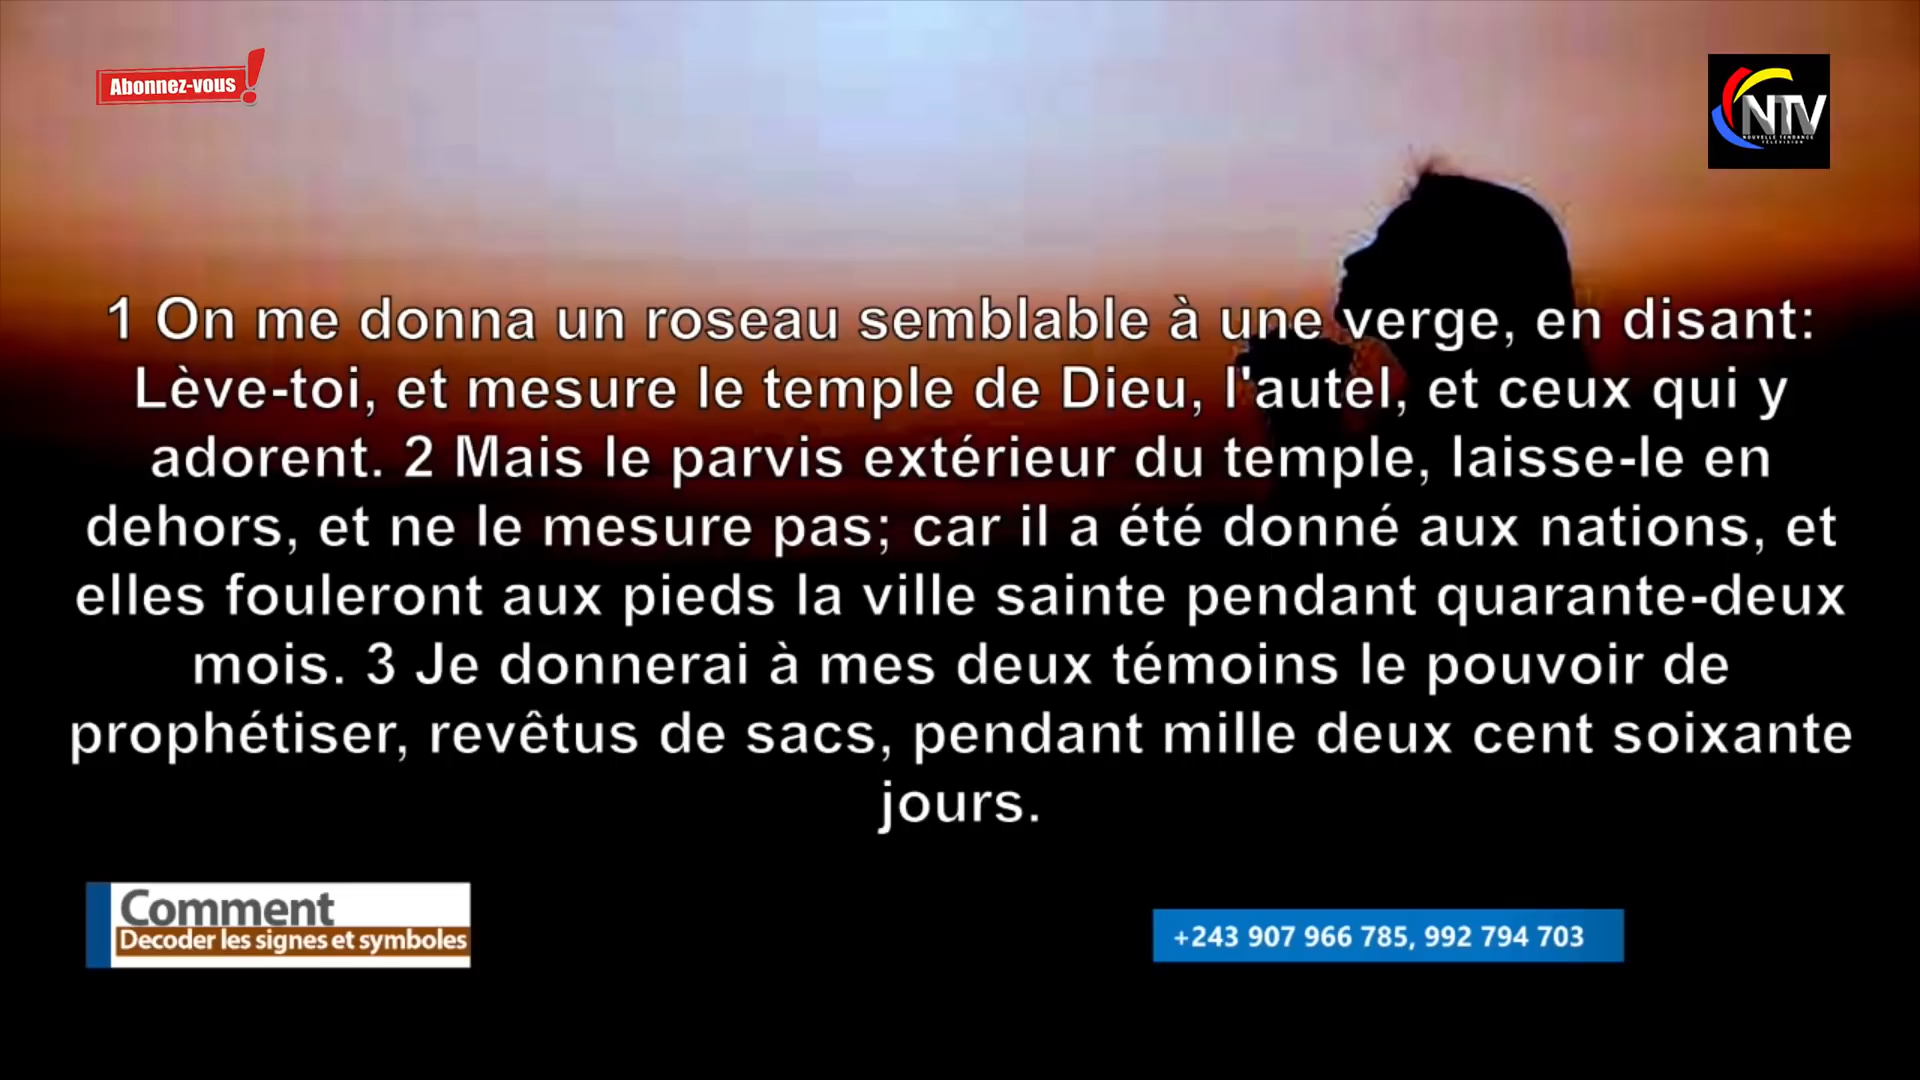 Abonnez-vous!
NTV
NOUVELLE TENDANCE
TELEVISION
1 On me donna un roseau semblable à une verge, en disant:
Lève-toi, et mesure le temple de Dieu, l'autel, et ceux qui y
adorent. 2 Mais le parvis extérieur du temple, laisse-le en
dehors, et ne le mesure pas; car il a été donné aux nations, et
elles fouleront aux pieds la ville sainte pendant quarante-deux
mois. 3 Je donnerai à mes deux témoins le pouvoir de
prophétiser, revêtus de sacs, pendant mille deux cent soixante
jours.
Comment
Decoder les signes et symboles
+243 907 966 785, 992 794 703